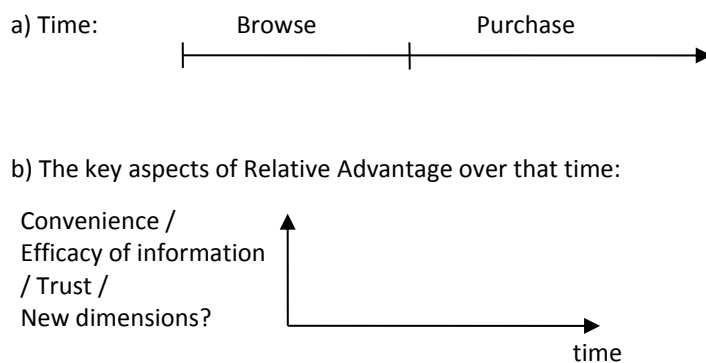 a) Time: Browse Purchase
b) The key aspects of Relative Advantage over that time:
Convenience /
Efficacy of information
/ Trust /
New dimensions?
time